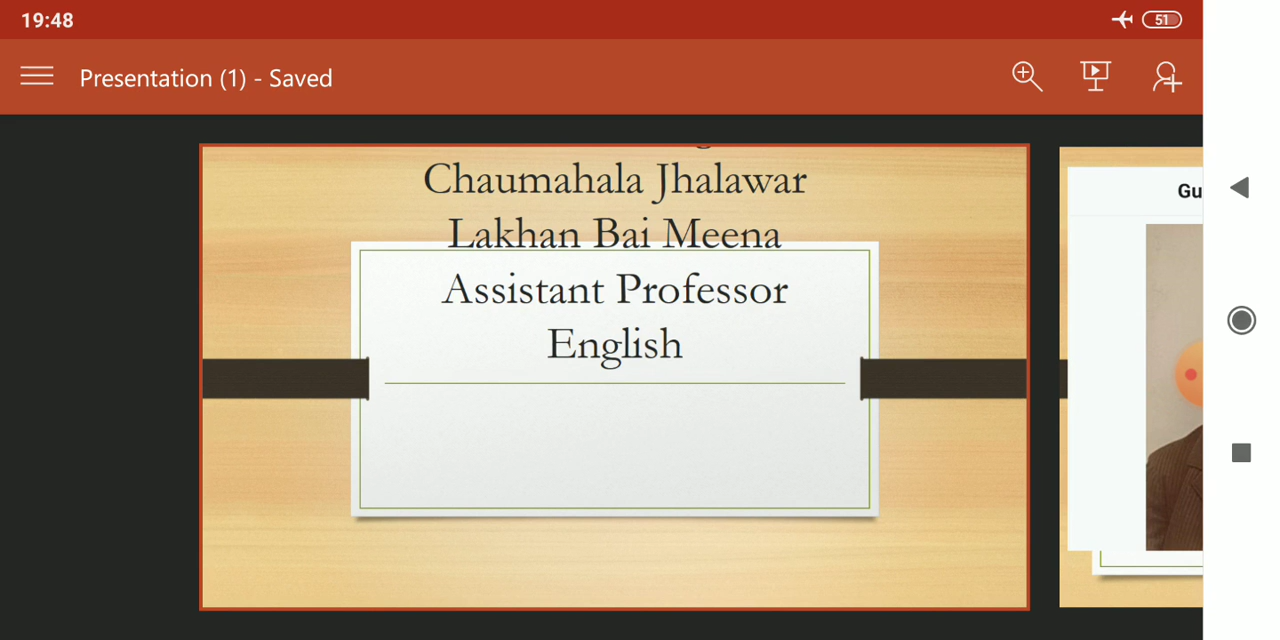 19:48
51
Presentation (1) - Saved
Chaumahala Jhalawar
Lakhan Bai Meena
Assistant Professor
English
Gu